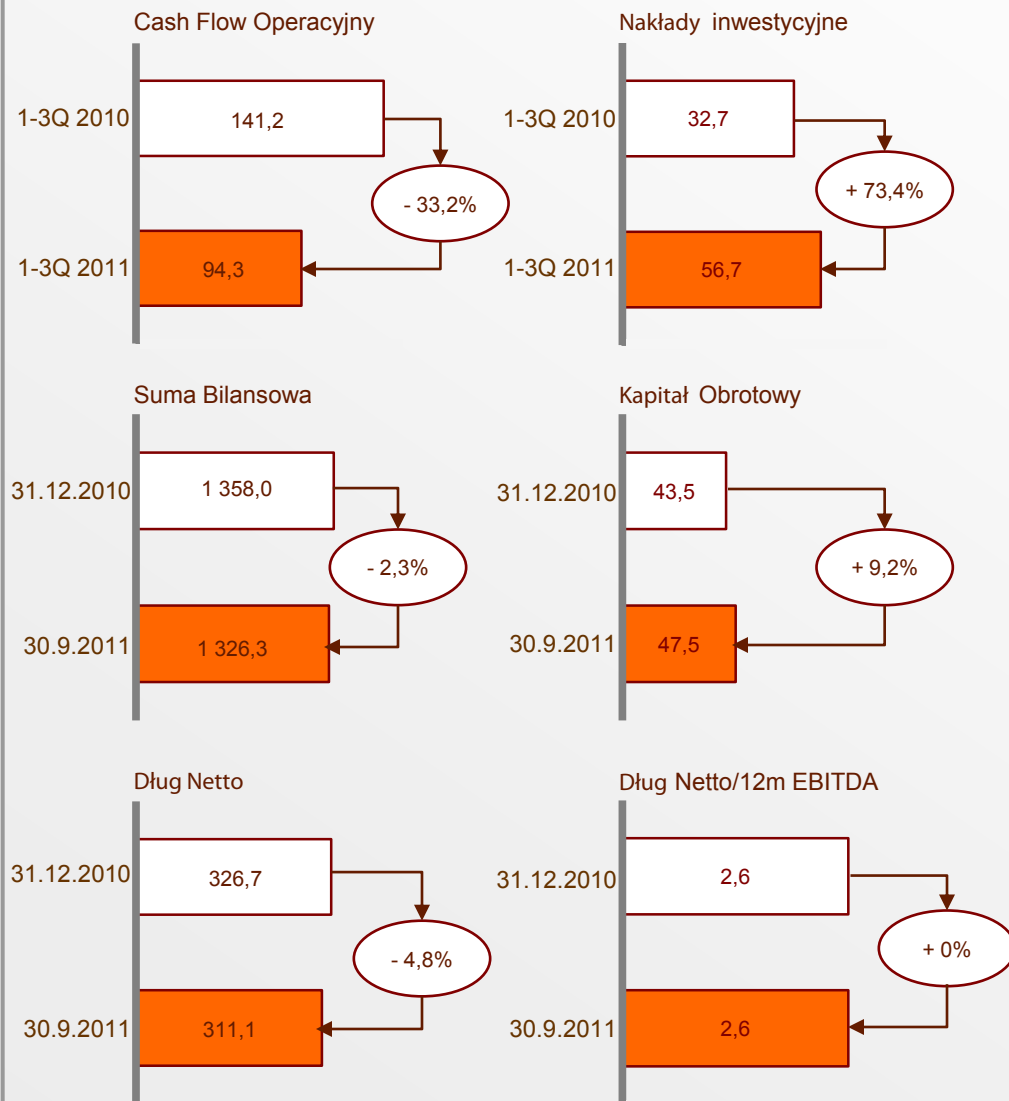 Cash Flow Operacyjny
1-3Q 2010
141,2
- 33,2%
1-3Q 2011
94,3
Nakłady inwestycyjne
1-3Q 2010
32,7
+ 73,4%
1-3Q 2011
56,7
Suma Bilansowa
31.12.2010
1 358,0
- 2,3%
30.9.2011
1 326,3
Kapitał Obrotowy
31.12.2010
43,5
+ 9,2%
30.9.2011
47,5
Dług Netto
31.12.2010
326,7
- 4,8%
30.9.2011
311,1
Dług Netto/12m EBITDA
31.12.2010
2,6
+ 0%
30.9.2011
2,6